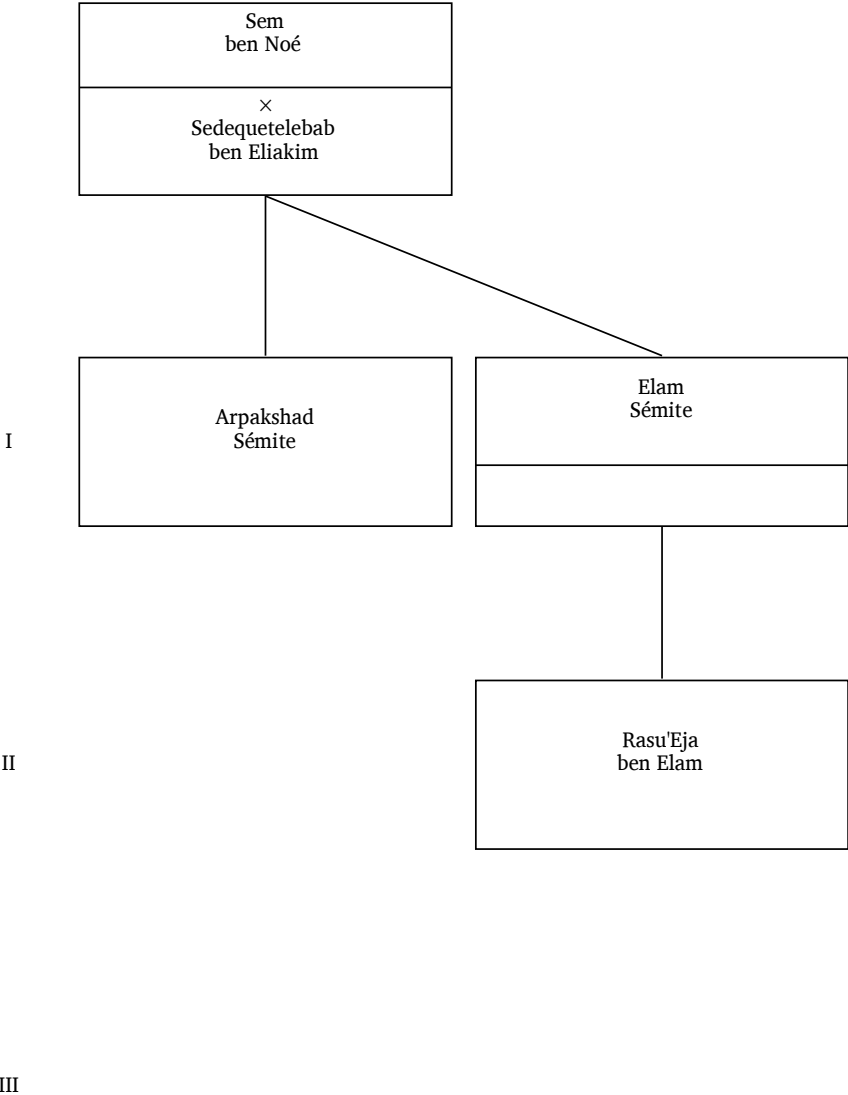 Sem
ben Noé
×
Sedequetelebab
ben Eliakim
I
Arpakshad
Sémite
Elam
Sémite
II
Rasu'Eja
ben Elam
III